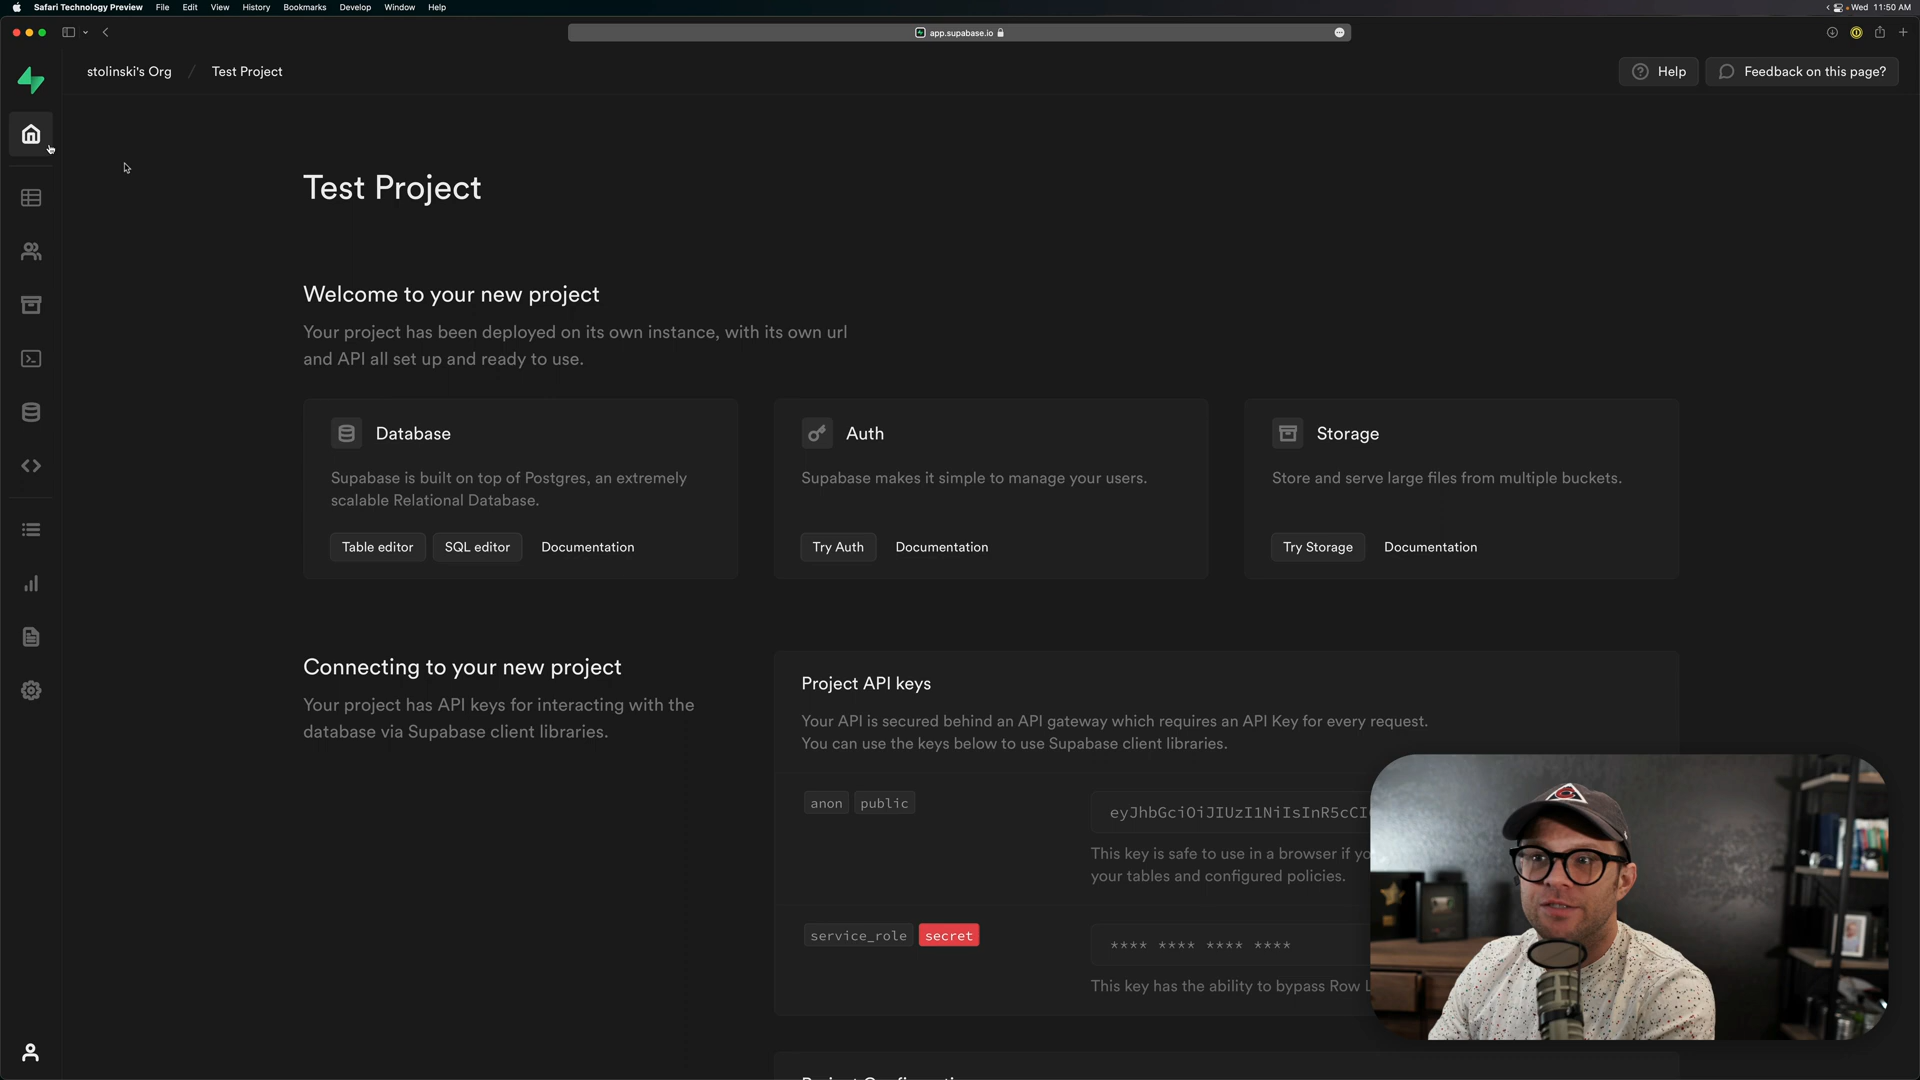 Safari Technology Preview File Edit View History Bookmarks Develop Window Help
Wed 11:50 AM
app.supabase.io
stolinski's Org / Test Project
Help
Feedback on this page?
Test Project
Welcome to your new project
Your project has been deployed on its own instance, with its own url
and API all set up and ready to use.
Database
Supabase is built on top of Postgres, an extremely
scalable Relational Database.
Table editor
SQL editor
Documentation
Auth
Supabase makes it simple to manage your users.
Try Auth
Documentation
Storage
Store and serve large files from multiple buckets.
Try Storage
Documentation
Connecting to your new project
Your project has API keys for interacting with the
database via Supabase client libraries.
Project API keys
Your API is secured behind an API gateway which requires an API Key for every request.
You can use the keys below to use Supabase client libraries.
anon public
eyJhbGciOiJIUzI1NiIsInR5cCI
This key is safe to use in a browser if yo
your tables and configured policies.
service_role secret
**** **** **** ****
This key has the ability to bypass Row L